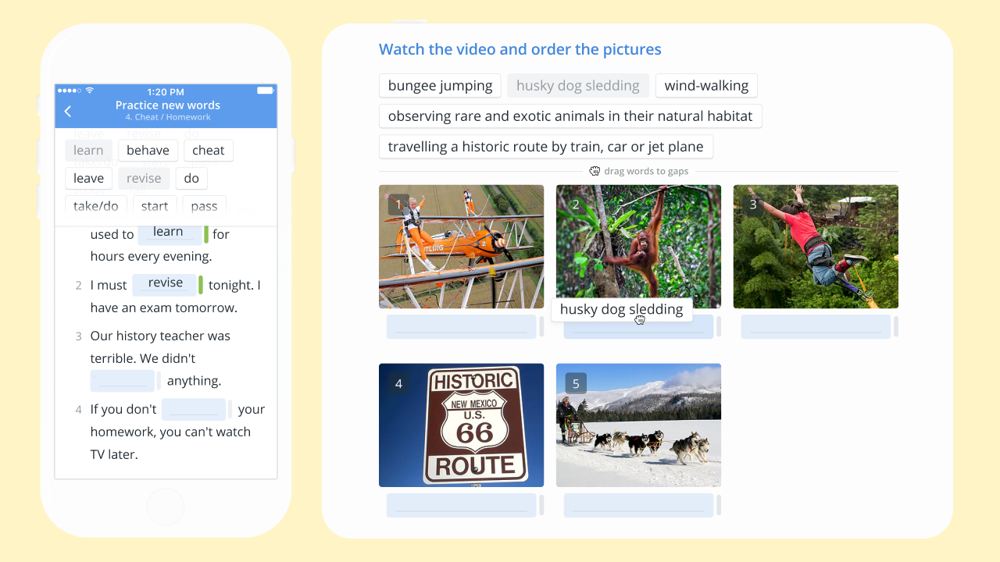 1:20 PM
Practice new words
4. Cheat / Homework
learn behave cheat
leave revise do
take/do start pass
used to learn for
hours every evening.
2 I must revise tonight. I
have an exam tomorrow.
3 Our history teacher was
terrible. We didn't
anything.
4 If you don't your
homework, you can't watch
TV later.
Watch the video and order the pictures
bungee jumping husky dog sledding wind-walking
observing rare and exotic animals in their natural habitat
travelling a historic route by train, car or jet plane
drag words to gaps
1
2
3
husky dog sledding
4
HISTORIC
NEW MEXICO
U.S.
66
ROUTE
5